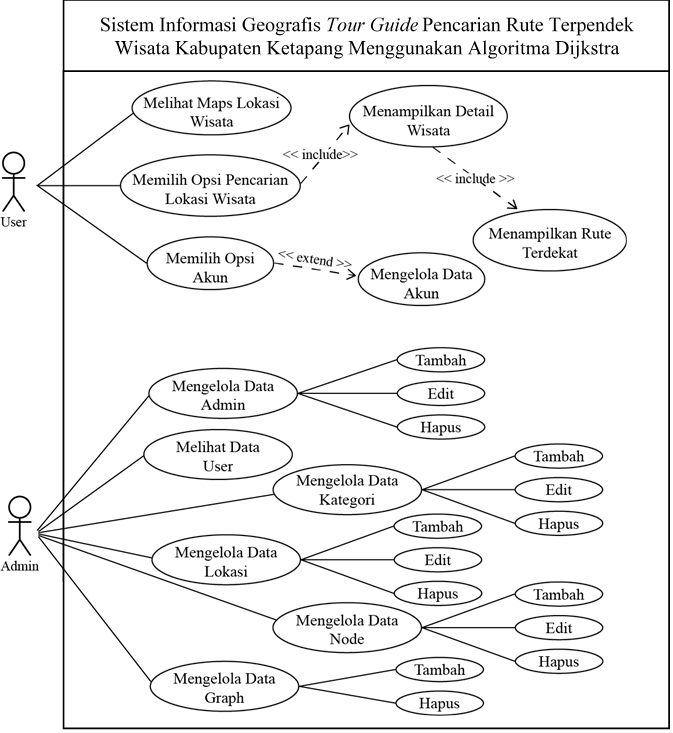 Sistem Informasi Geografis Tour Guide Pencarian Rute Terpendek
Wisata Kabupaten Ketapang Menggunakan Algoritma Dijkstra
Melihat Maps Lokasi
Wisata
Menampilkan Detail
Wisata
<< include>>
Memilih Opsi Pencarian
Lokasi Wisata
<< include >>
User
Menampilkan Rute
Terdekat
Memilih Opsi
Akun
<< extend >>
Mengelola Data
Akun
Mengelola Data
Admin
Tambah
Edit
Hapus
Melihat Data
User
Mengelola Data
Kategori
Tambah
Edit
Hapus
Admin
Mengelola Data
Lokasi
Tambah
Edit
Hapus
Mengelola Data
Node
Tambah
Edit
Hapus
Mengelola Data
Graph
Tambah
Hapus